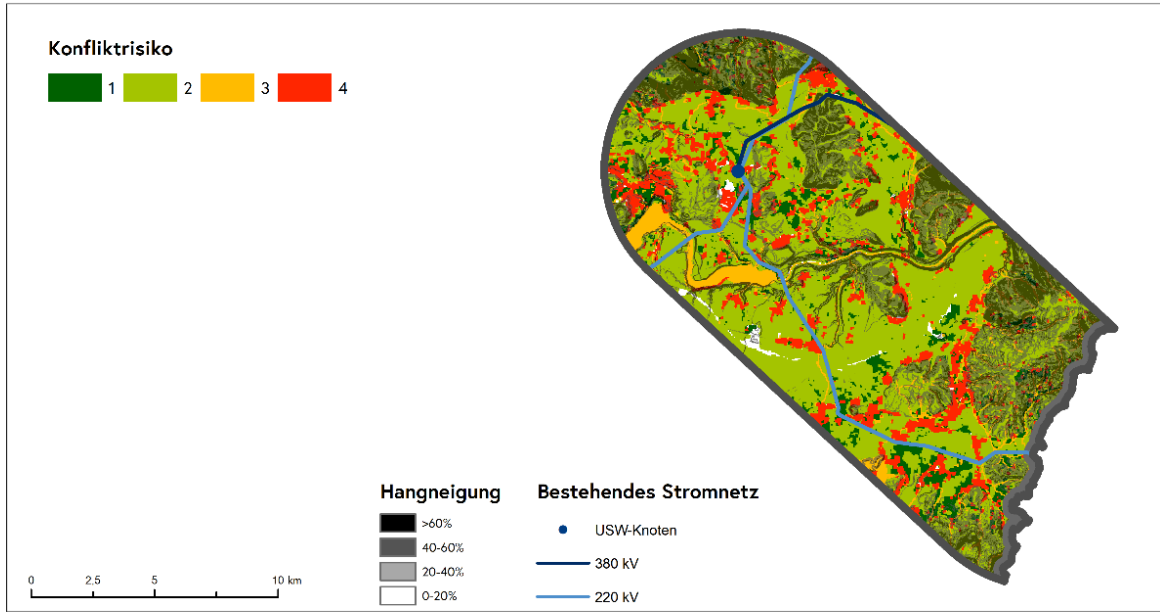 Konfliktrisiko
1 2 3 4
Hangneigung
>60%
40-60%
20-40%
0-20%
Bestehendes Stromnetz
USW-Knoten
380 kV
220 kV
0 2,5 5 10 km